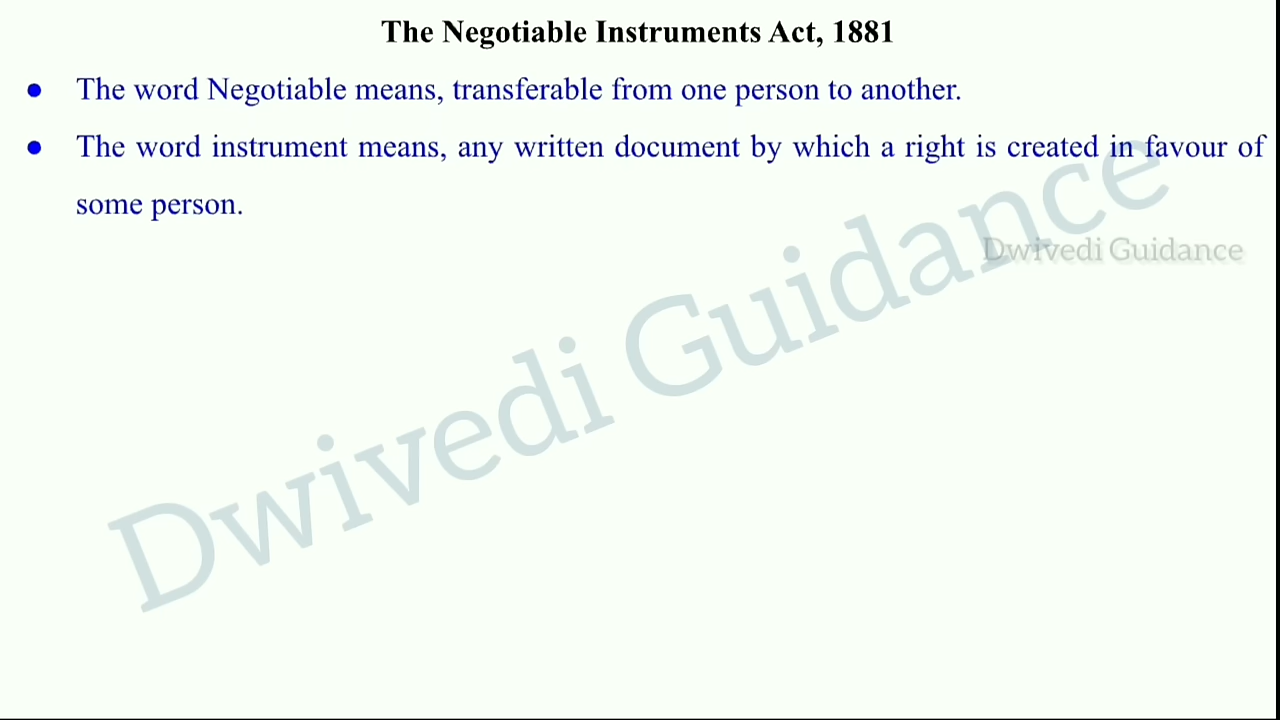 The Negotiable Instruments Act, 1881
● The word Negotiable means, transferable from one person to another.
● The word instrument means, any written document by which a right is created in favour of
some person.
Dwivedi Guidance
Dwivedi Guidance